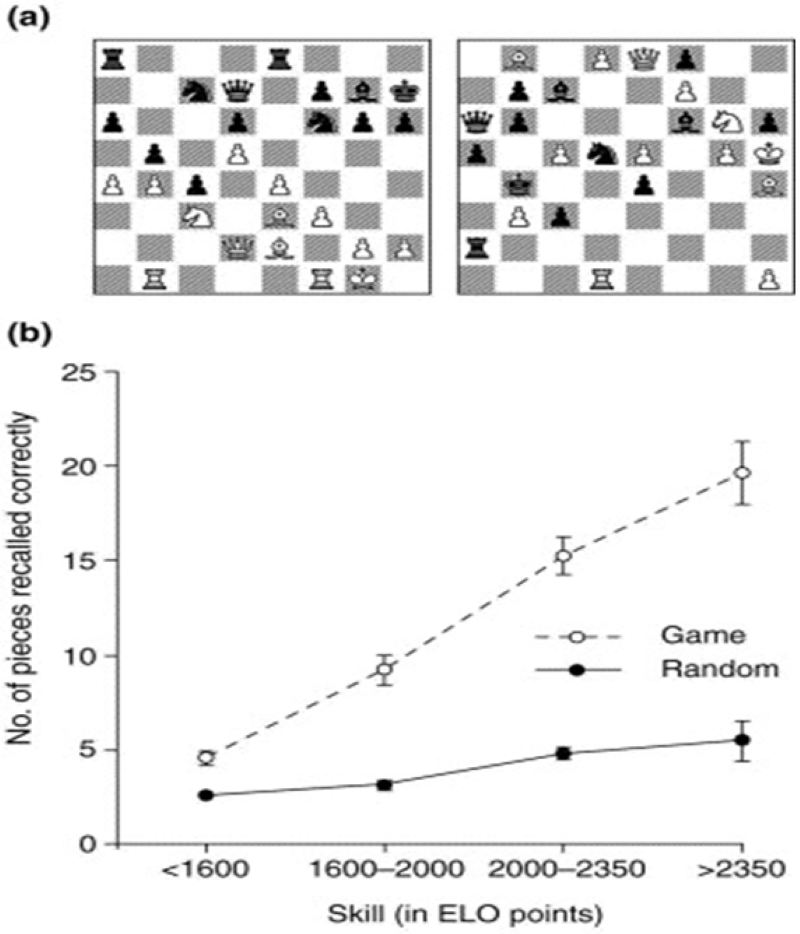 (a)
(b)
25
20
15
10
5
0
No. of pieces recalled correctly
Game
Random
<1600 1600–2000 2000–2350 >2350
Skill (in ELO points)